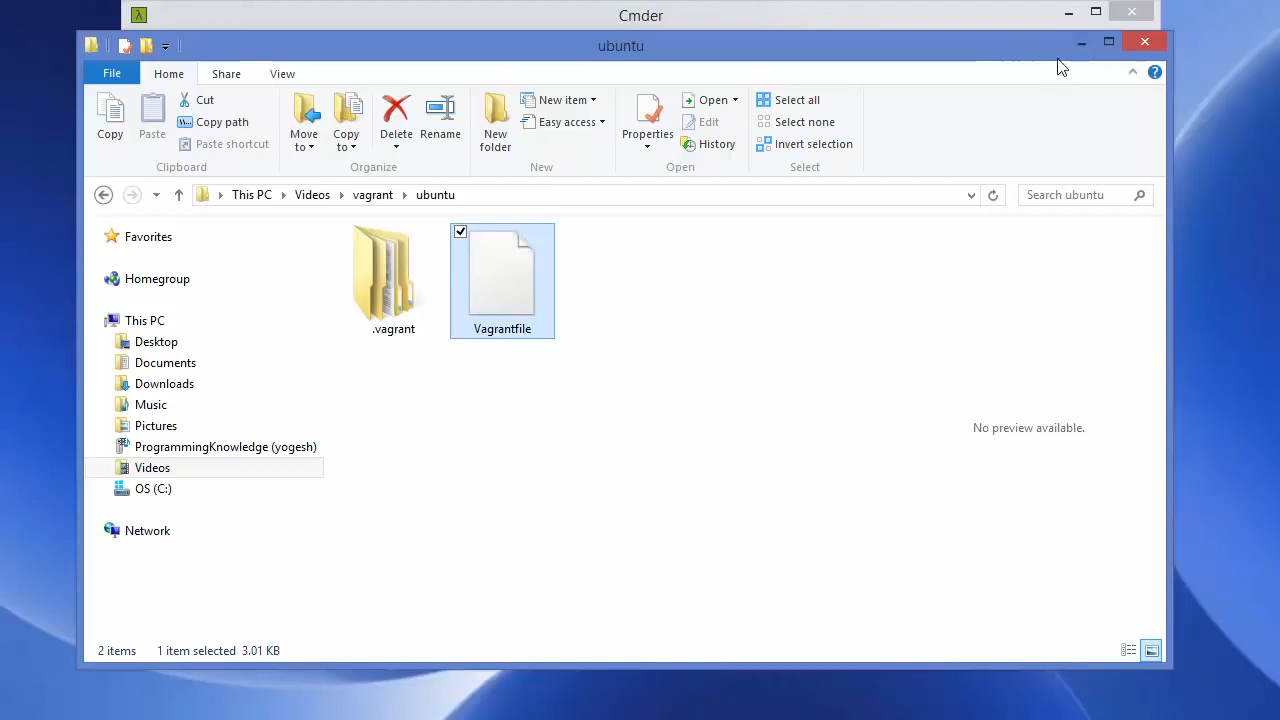 λ Cmder
ubuntu
File Home Share View
Copy Paste Cut Copy path Paste shortcut Move to Copy to Delete Rename New folder New item Easy access Properties Open Edit History Select all Select none Invert selection
Clipboard Organize New Open Select
This PC Videos vagrant ubuntu Search ubuntu
Favorites
Homegroup
This PC
Desktop
Documents
Downloads
Music
Pictures
ProgrammingKnowledge (yogesh)
Videos
OS (C:)
Network
.vagrant Vagrantfile
No preview available.
2 items 1 item selected 3.01 KB